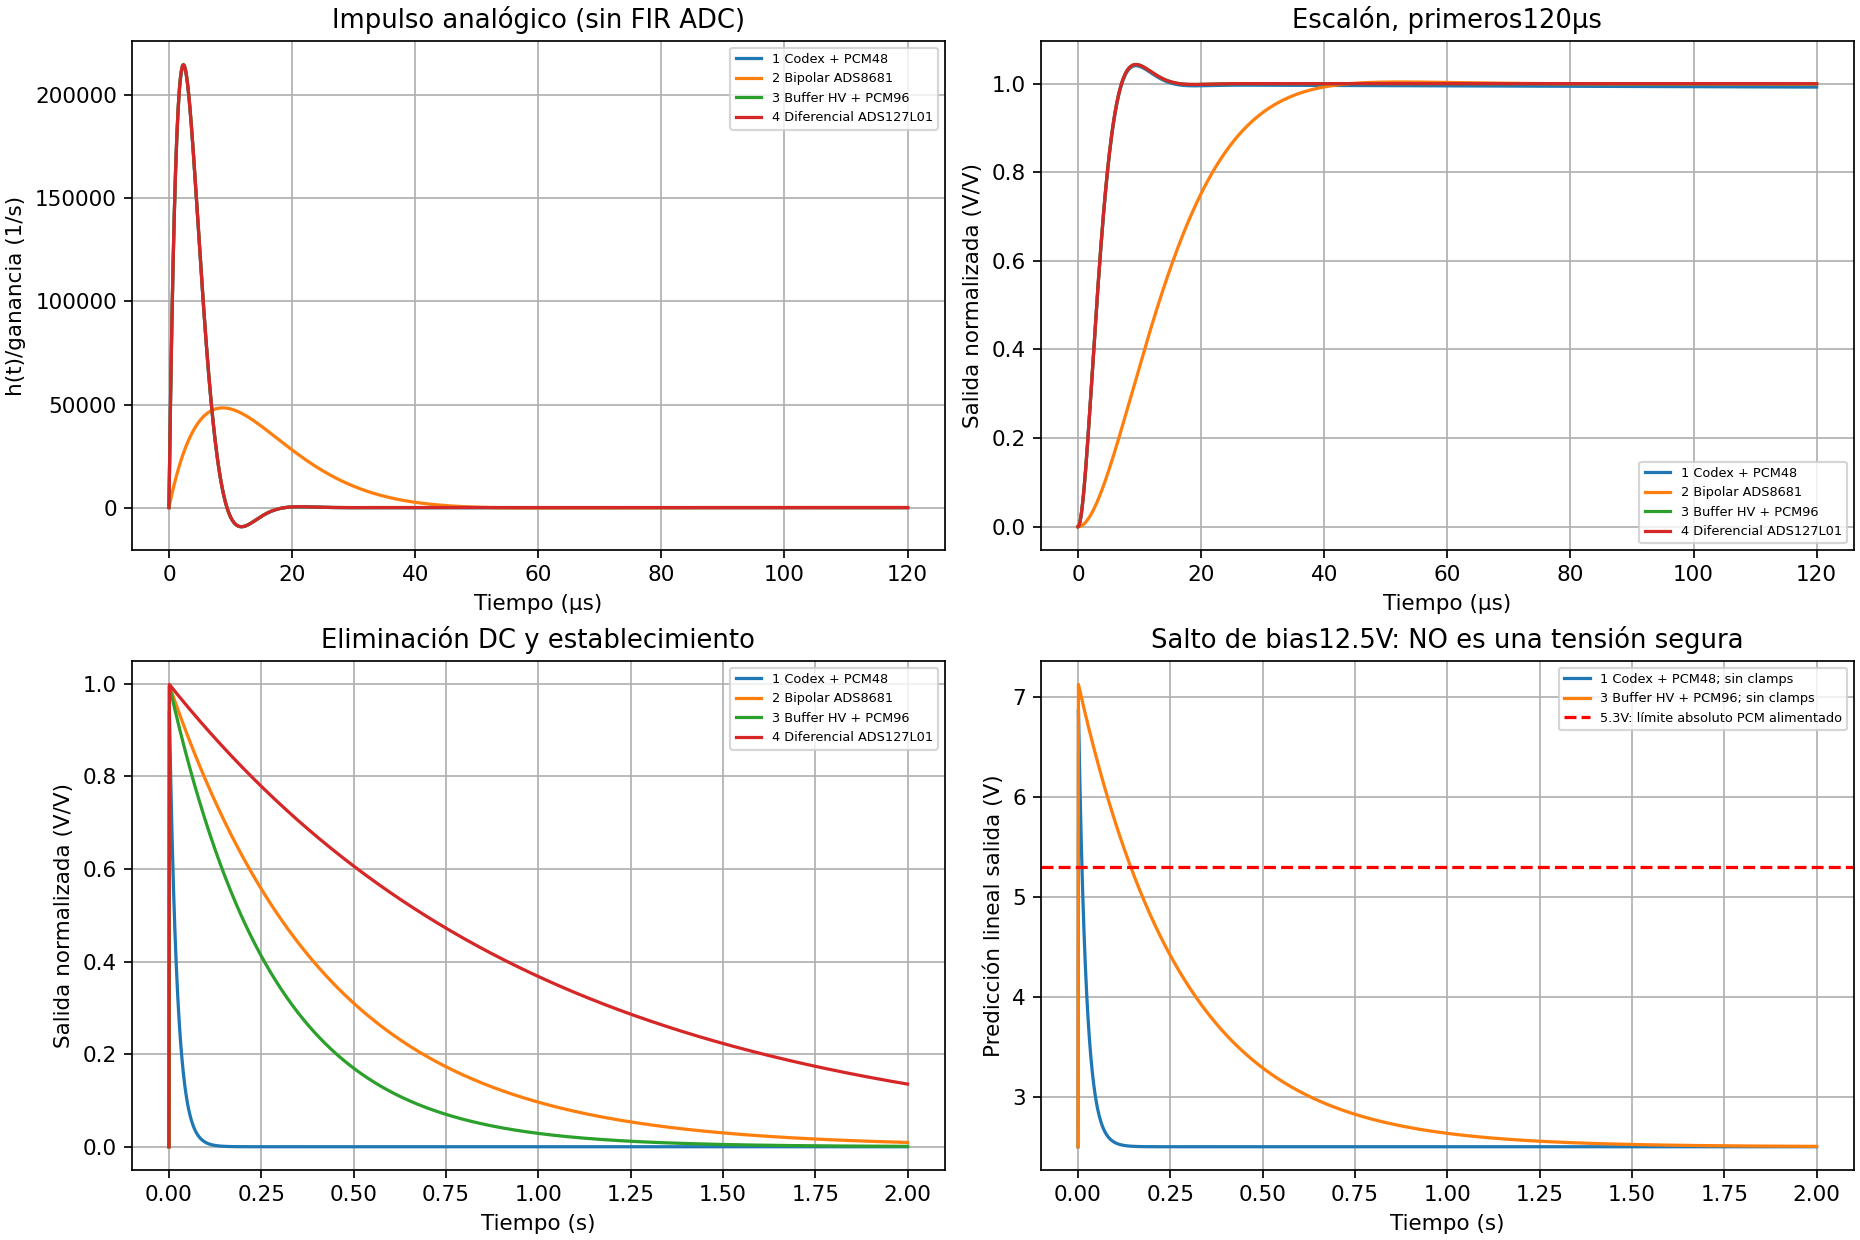 Impulso analógico (sin FIR ADC)
h(t)/ganancia (1/s)
200000
150000
100000
50000
0
1 Codex + PCM48
2 Bipolar ADS8681
3 Buffer HV + PCM96
4 Diferencial ADS127L01
0 20 40 60 80 100 120
Tiempo (µs)
Escalón, primeros120µs
Salida normalizada (V/V)
1.0
0.8
0.6
0.4
0.2
0.0
1 Codex + PCM48
2 Bipolar ADS8681
3 Buffer HV + PCM96
4 Diferencial ADS127L01
0 20 40 60 80 100 120
Tiempo (µs)
Eliminación DC y establecimiento
Salida normalizada (V/V)
1.0
0.8
0.6
0.4
0.2
0.0
1 Codex + PCM48
2 Bipolar ADS8681
3 Buffer HV + PCM96
4 Diferencial ADS127L01
0.00 0.25 0.50 0.75 1.00 1.25 1.50 1.75 2.00
Tiempo (s)
Salto de bias12.5V: NO es una tensión segura
Predicción lineal salida (V)
7
6
5
4
3
1 Codex + PCM48; sin clamps
3 Buffer HV + PCM96; sin clamps
5.3V: límite absoluto PCM alimentado
0.00 0.25 0.50 0.75 1.00 1.25 1.50 1.75 2.00
Tiempo (s)